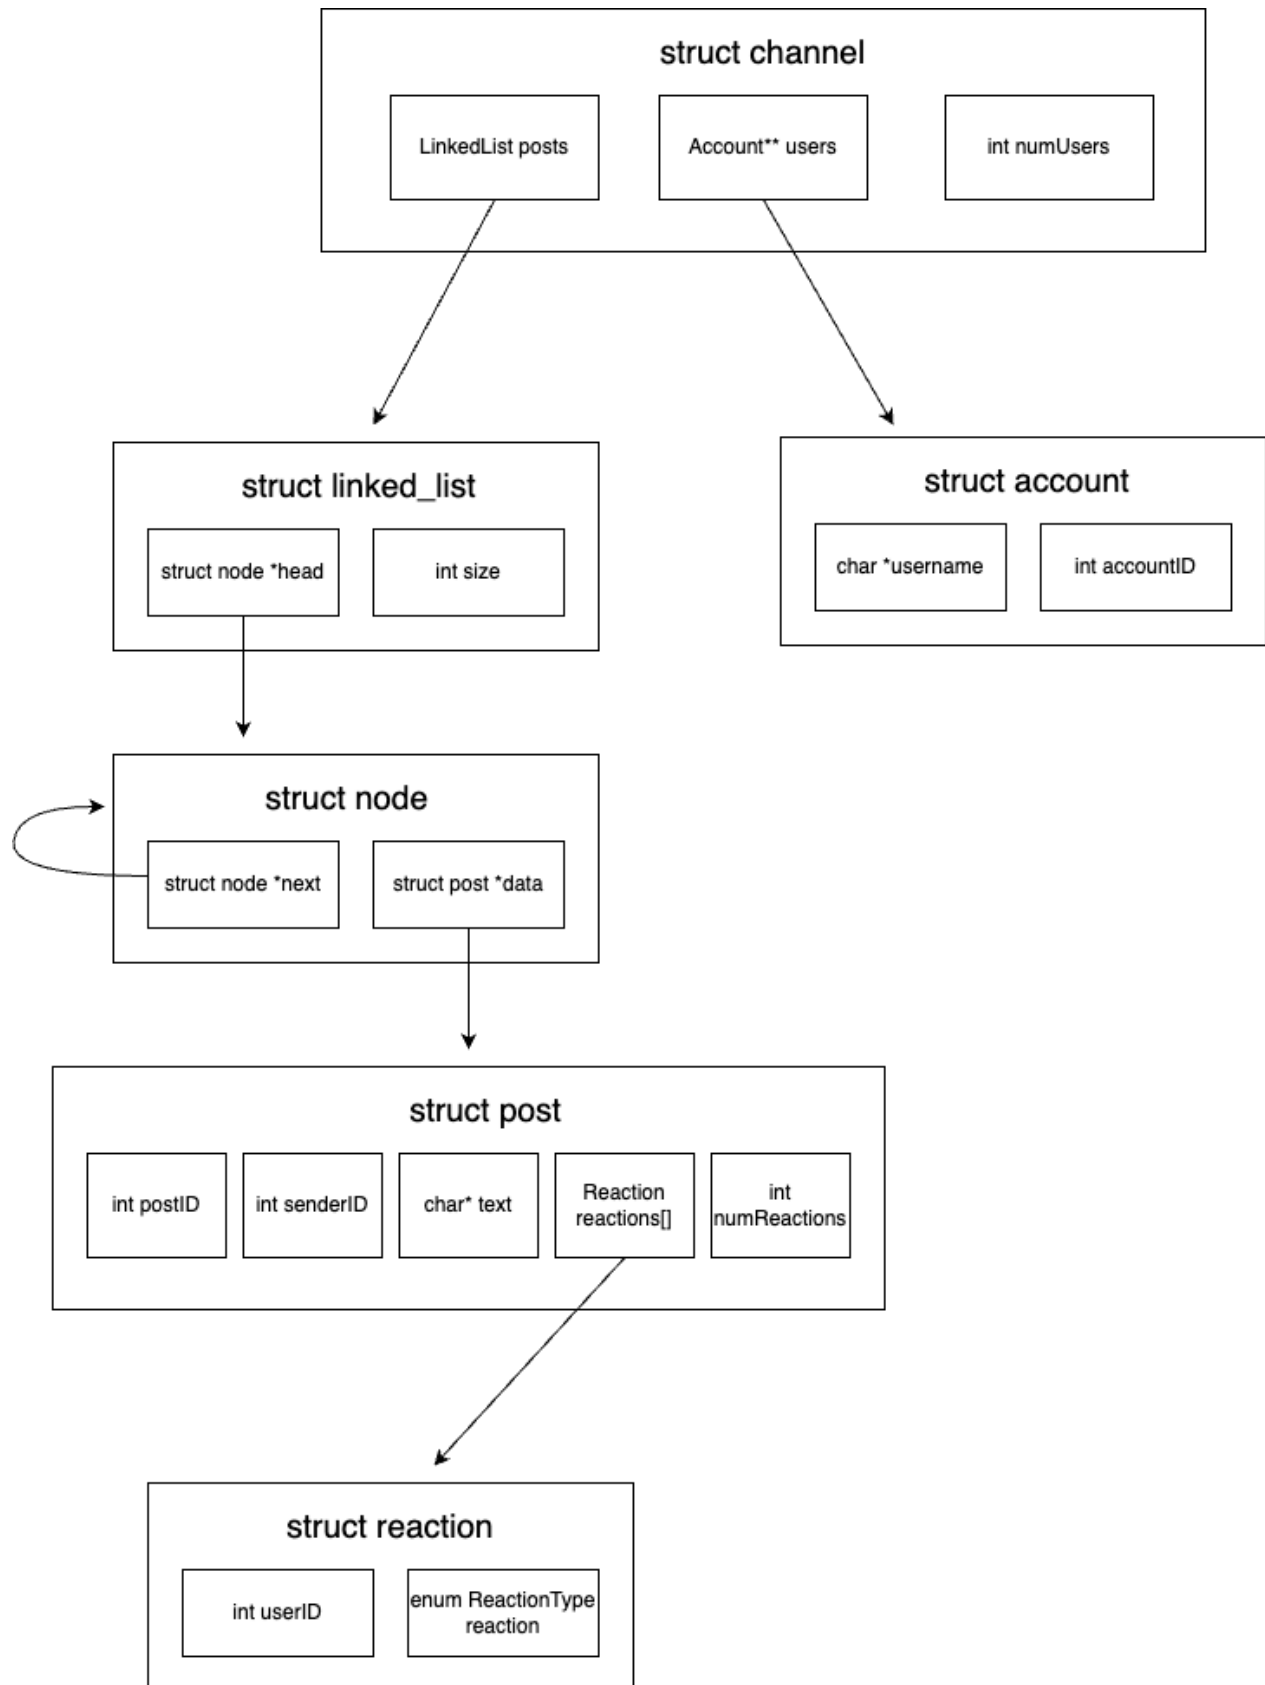 struct channel
LinkedList posts
Account** users
int numUsers
struct linked_list
struct node *head
int size
struct account
char *username
int accountID
struct node
struct node *next
struct post *data
struct post
int postID
int senderID
char* text
Reaction
reactions[]
int
numReactions
struct reaction
int userID
enum ReactionType
reaction